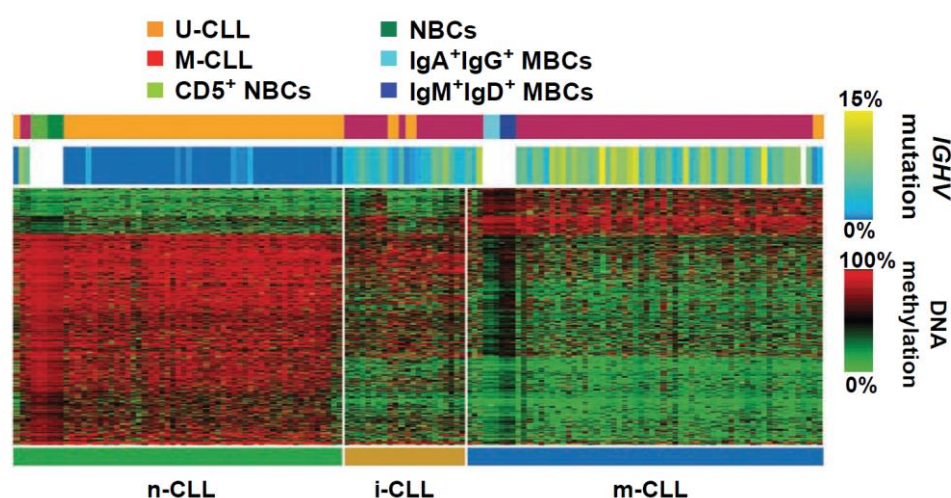 U-CLL
M-CLL
CD5+ NBCs
NBCs
IgA+IgG+ MBCs
IgM+IgD+ MBCs
15%
0%
IGHV
mutation
100%
0%
DNA
methylation
n-CLL
i-CLL
m-CLL